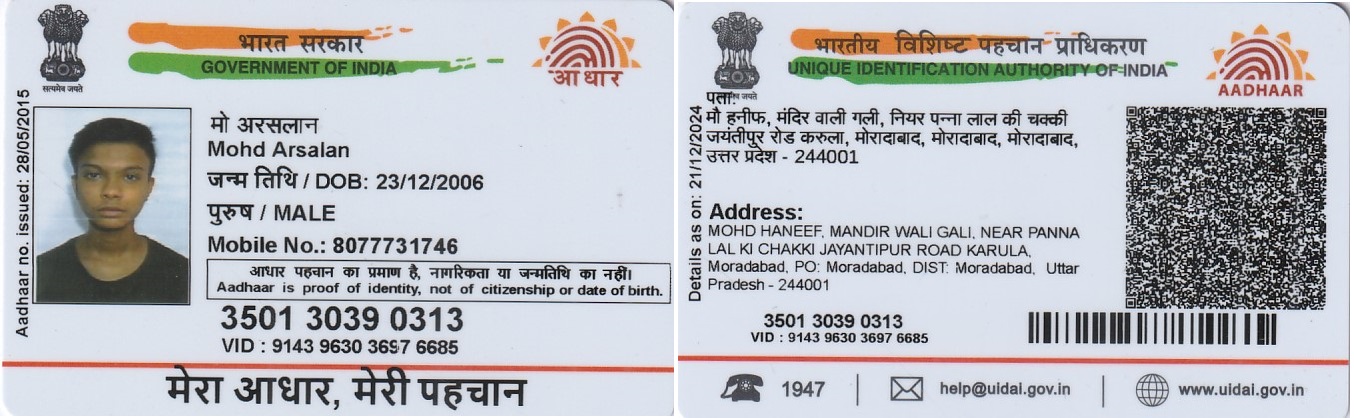 भारत सरकार
GOVERNMENT OF INDIA
सत्यमेव जयते
आधार
Aadhaar no. issued: 28/05/2015
मो अरसलान
Mohd Arsalan
जन्म तिथि / DOB: 23/12/2006
पुरुष / MALE
Mobile No.: 8077731746
आधार पहचान का प्रमाण है, नागरिकता या जन्मतिथि का नहीं।
Aadhaar is proof of identity, not of citizenship or date of birth.
3501 3039 0313
VID : 9143 9630 3697 6685
मेरा आधार, मेरी पहचान
भारतीय विशिष्ट पहचान प्राधिकरण
UNIQUE IDENTIFICATION AUTHORITY OF INDIA
सत्यमेव जयते
AADHAAR
Details as on: 21/12/2024
पता:
मौ हनीफ, मंदिर वाली गली, नियर पन्ना लाल की चक्की
जयंतीपुर रोड करुला, मोरादाबाद, मोरादाबाद, मोरादाबाद,
उत्तर प्रदेश - 244001
Address:
MOHD HANEEF, MANDIR WALI GALI, NEAR PANNA
LAL KI CHAKKI JAYANTIPUR ROAD KARULA,
Moradabad, PO: Moradabad, DIST: Moradabad, Uttar
Pradesh - 244001
3501 3039 0313
VID : 9143 9630 3697 6685
1947
help@uidai.gov.in
www.uidai.gov.in